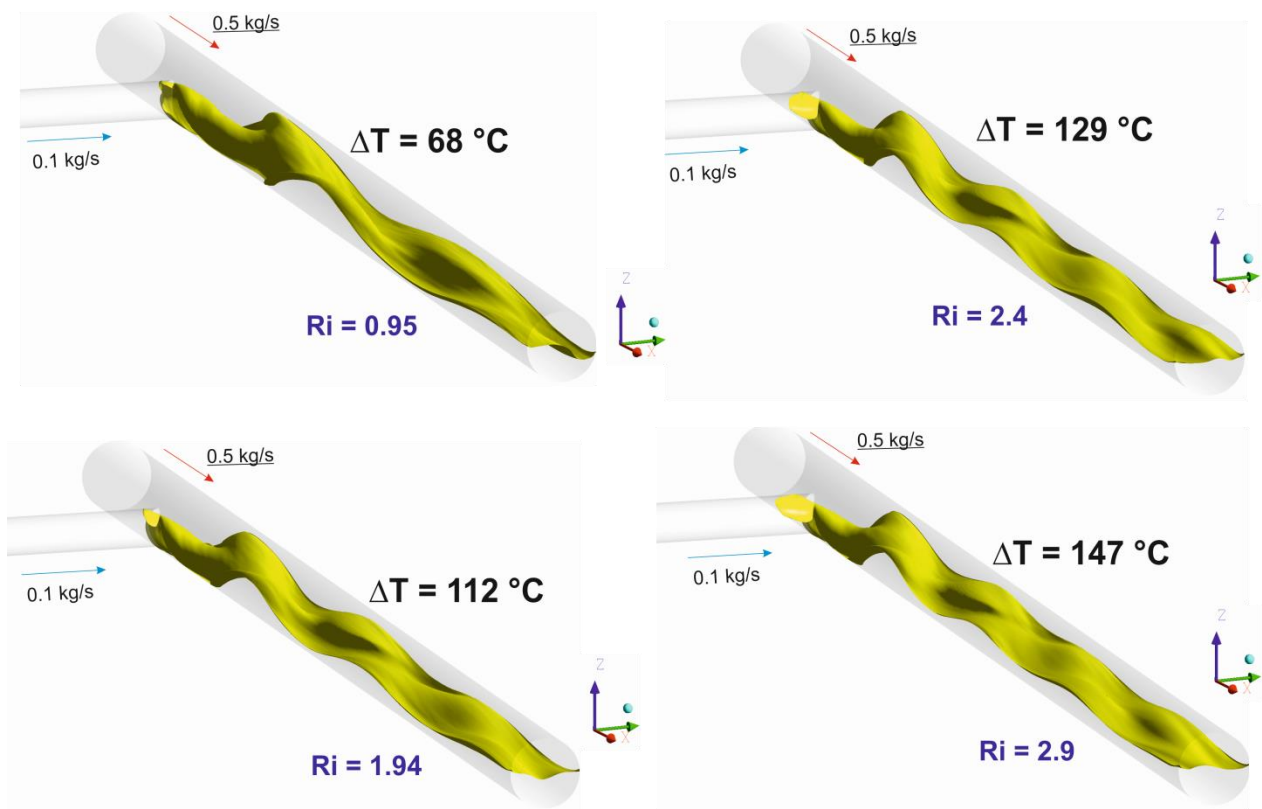 0.5 kg/s
0.1 kg/s
ΔT = 68 °C
Ri = 0.95
Z
X
0.5 kg/s
0.1 kg/s
ΔT = 129 °C
Ri = 2.4
Z
X
0.5 kg/s
0.1 kg/s
ΔT = 112 °C
Ri = 1.94
Z
X
0.5 kg/s
0.1 kg/s
ΔT = 147 °C
Ri = 2.9
Z
X